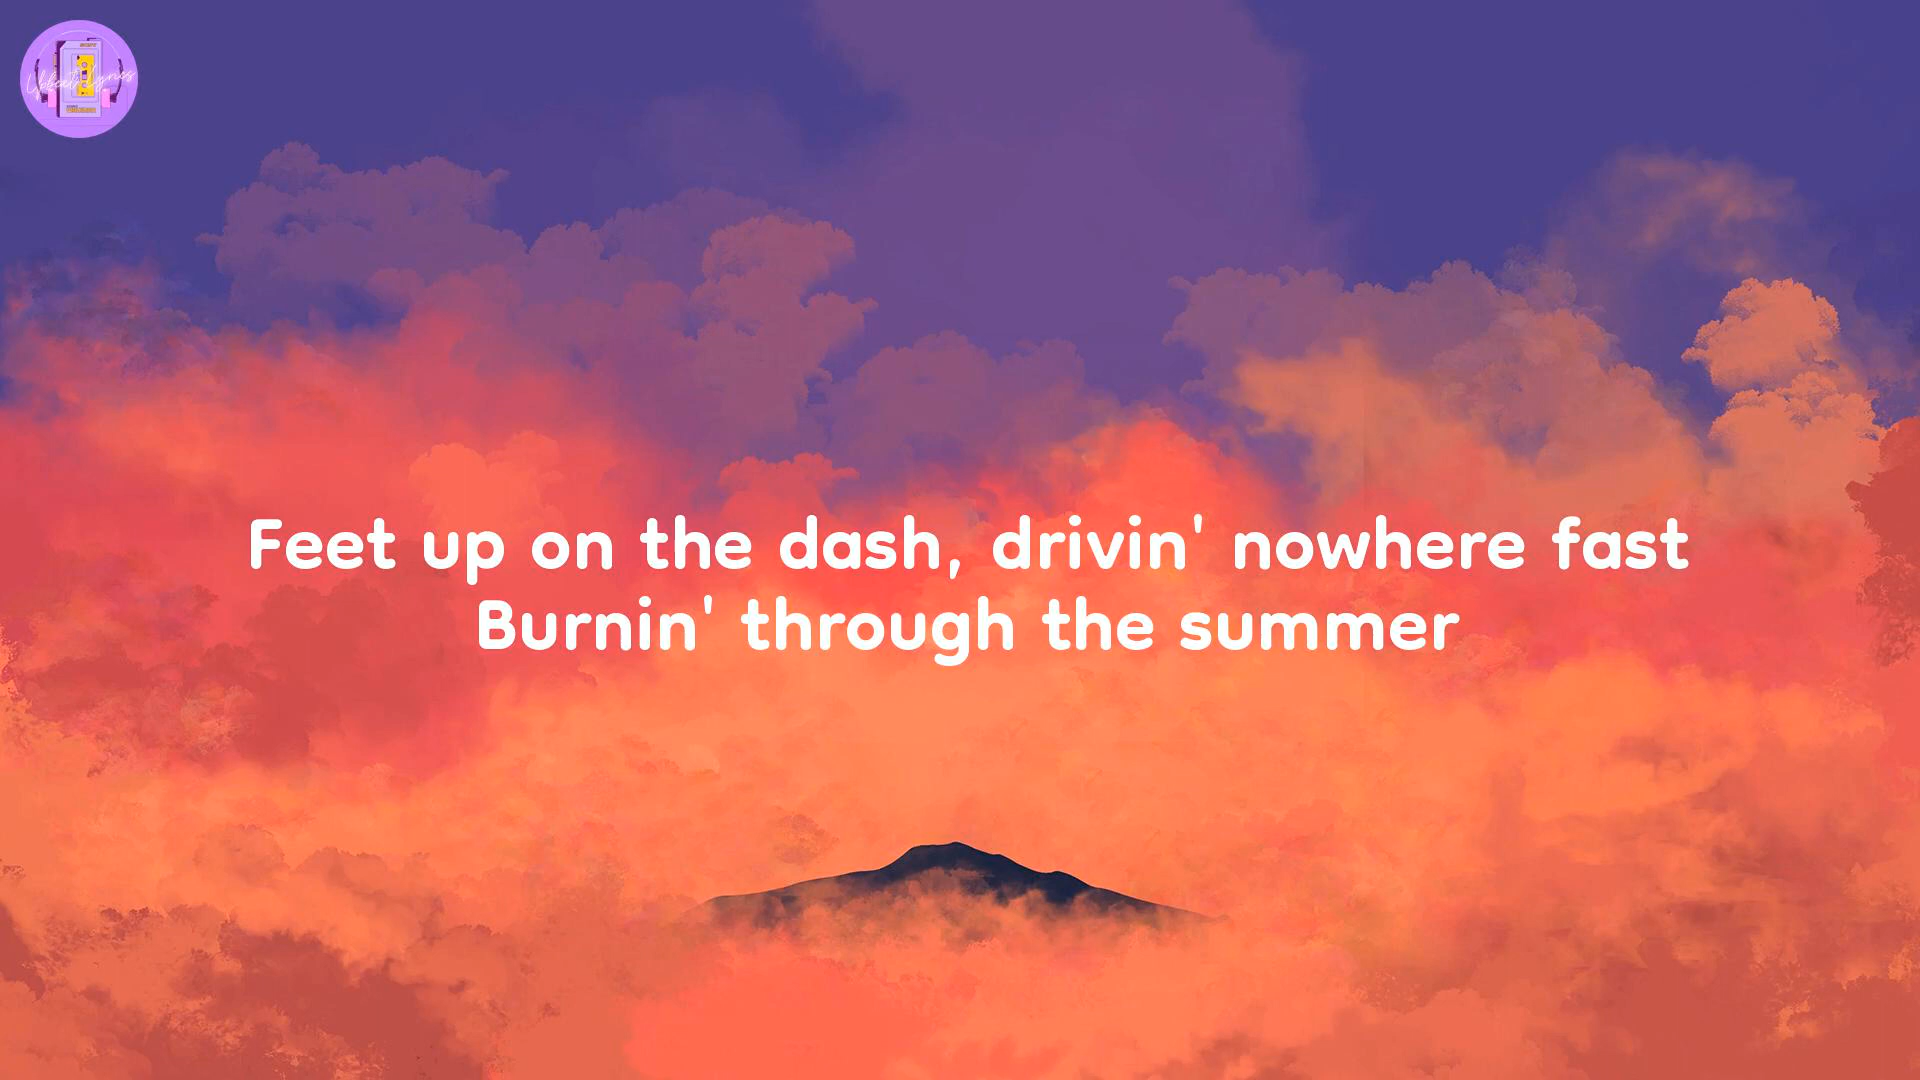 Feet up on the dash, drivin' nowhere fast
Burnin' through the summer